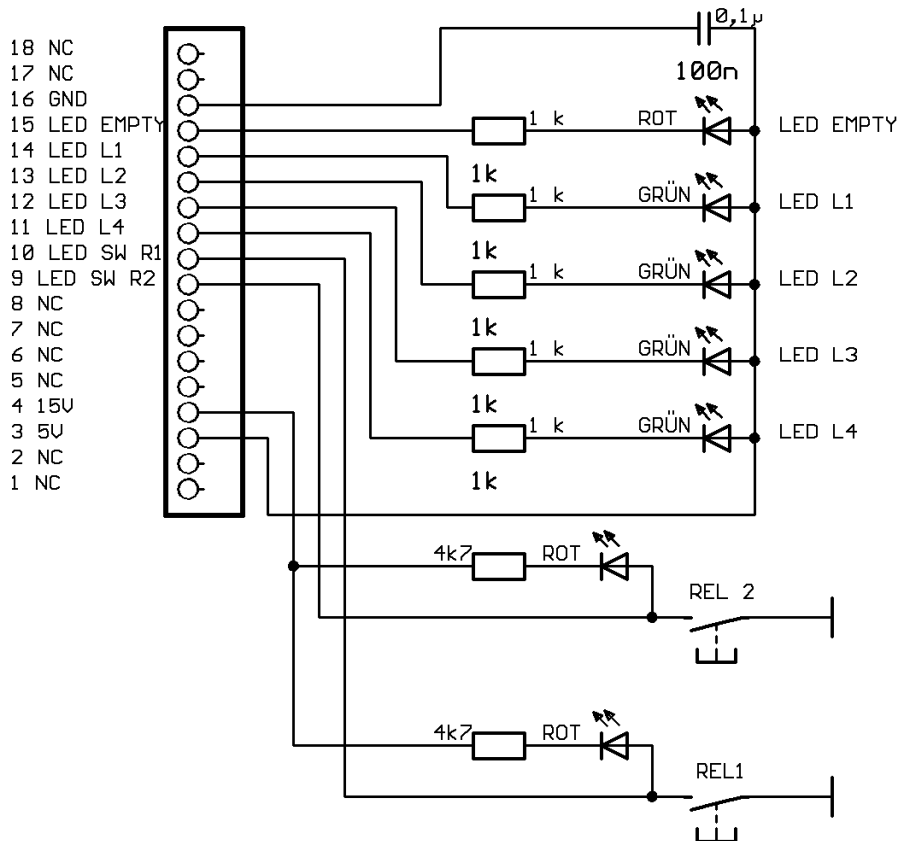 0,1µ
100n
18 NC
17 NC
16 GND
15 LED EMPTY
14 LED L1
13 LED L2
12 LED L3
11 LED L4
10 LED SW R1
9 LED SW R2
8 NC
7 NC
6 NC
5 NC
4 15V
3 5V
2 NC
1 NC
1 k ROT LED EMPTY
1k
1 k GRÜN LED L1
1k
1 k GRÜN LED L2
1k
1 k GRÜN LED L3
1k
1 k GRÜN LED L4
1k
4k7 ROT
REL 2
4k7 ROT
REL1